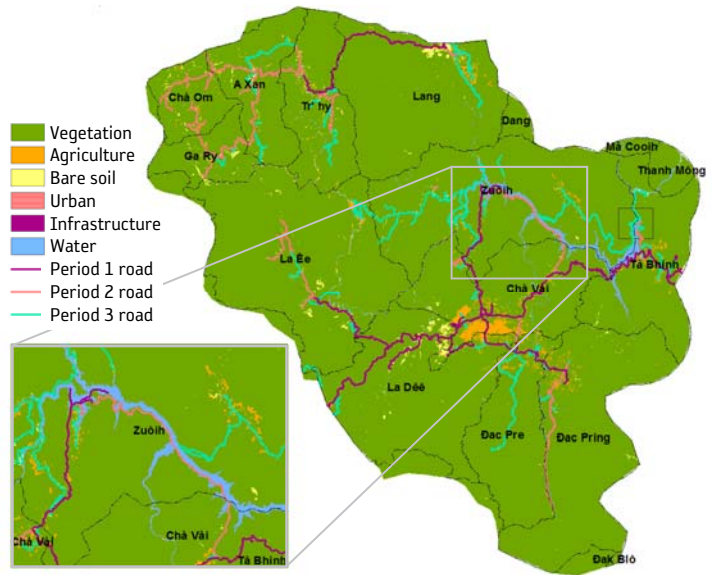 Vegetation
Agriculture
Bare soil
Urban
Infrastructure
Water
Period 1 road
Period 2 road
Period 3 road
Chà Om
A Xan
Tr' hy
Lang
Ga Ry
Dang
Mà Cooih
Thanh Mỏng
Zuôih
La Êe
Tà Bhinh
Chà Vài
La Dêê
Đac Pre
Đac Pring
Đak Blô
Zuôih
Chà Vài
Chà Vài
Tà Bhinh